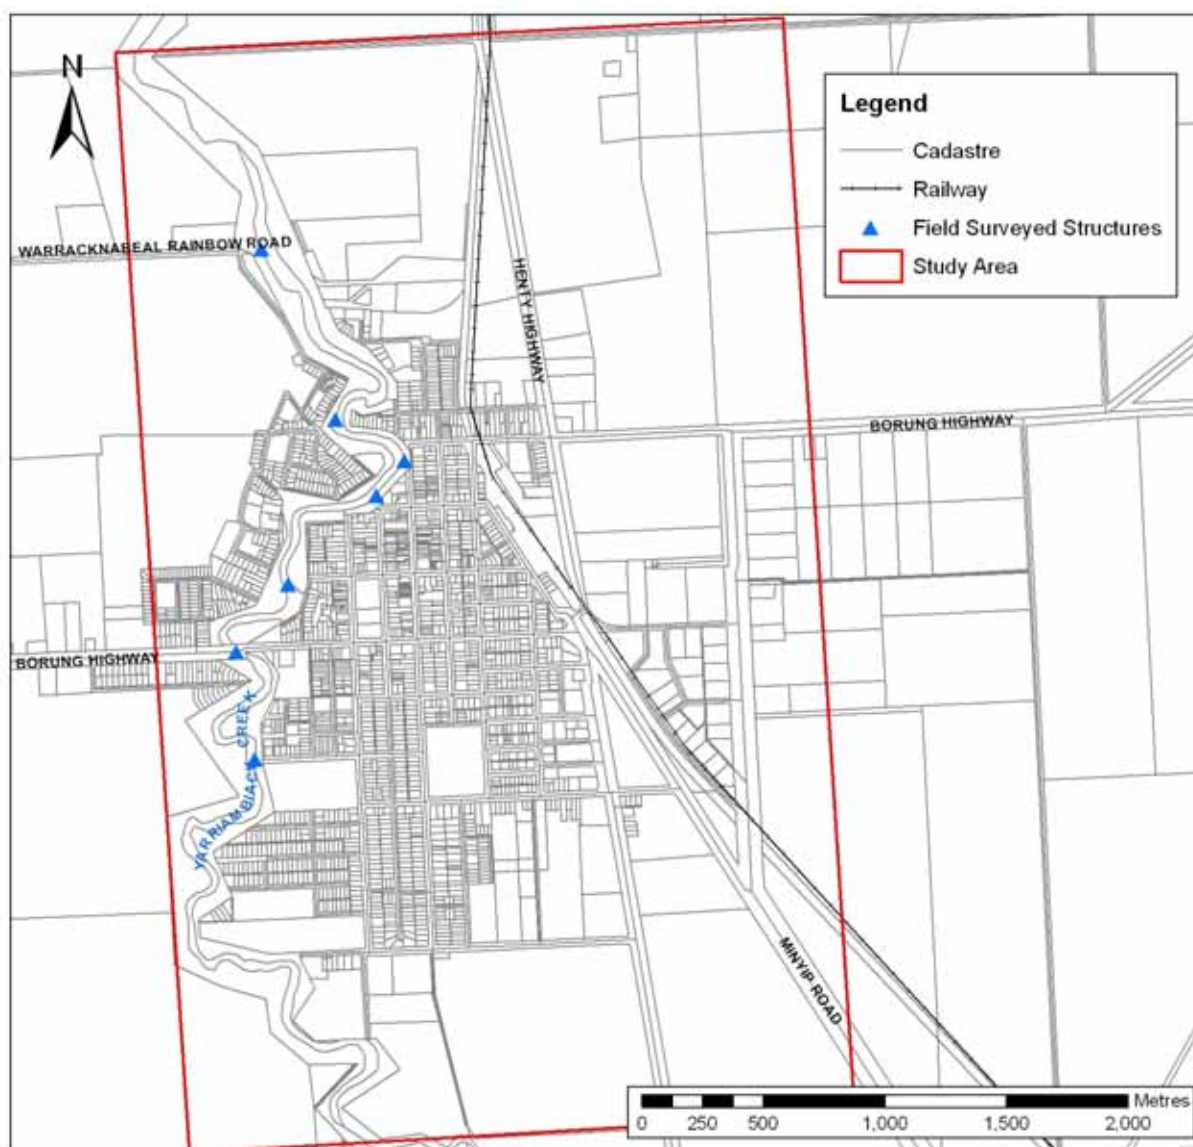 N
Legend
Cadastre
Railway
Field Surveyed Structures
Study Area
WARRACKNABEAL RAINBOW ROAD
HENTY HIGHWAY
BORUNG HIGHWAY
BORUNG HIGHWAY
YARRIAMBIACK CREEK
MINYIP ROAD
Metres
0 250 500 1,000 1,500 2,000